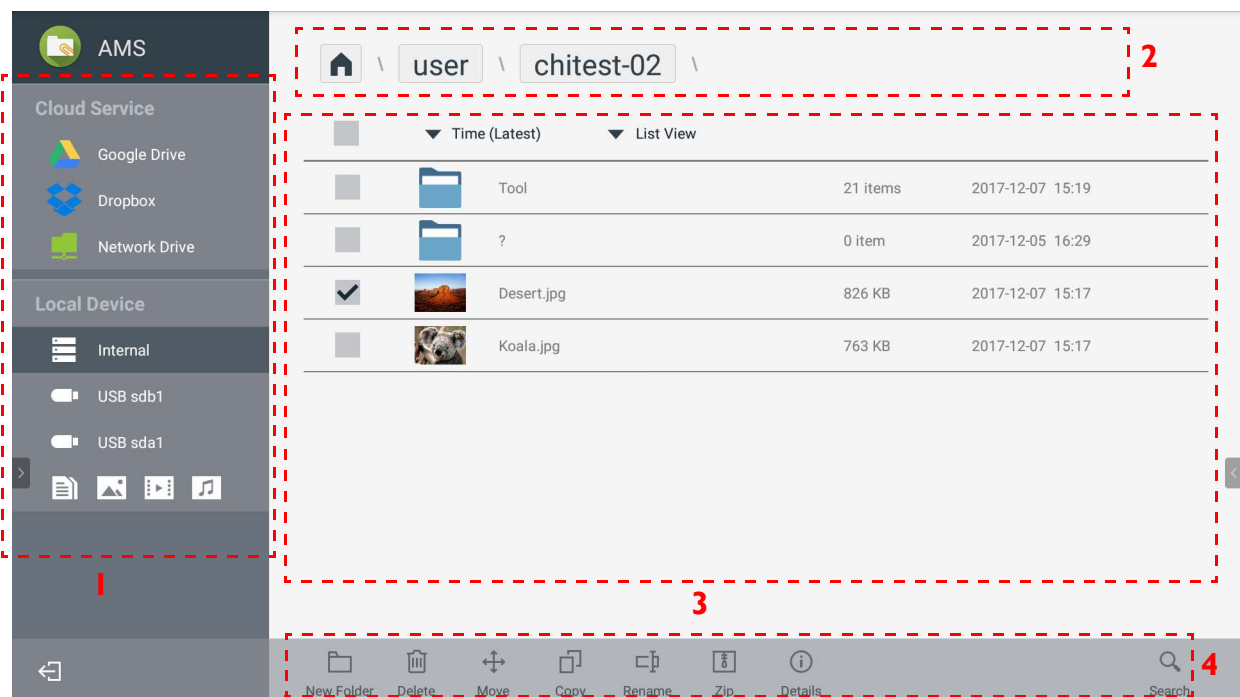 AMS
Cloud Service
Google Drive
Dropbox
Network Drive
Local Device
Internal
USB sdb1
USB sda1
1
\ user \ chitest-02 \
2
Time (Latest) List View
Tool 21 items 2017-12-07 15:19
? 0 item 2017-12-05 16:29
Desert.jpg 826 KB 2017-12-07 15:17
Koala.jpg 763 KB 2017-12-07 15:17
3
New Folder Delete Move Copy Rename Zip Details Search
4